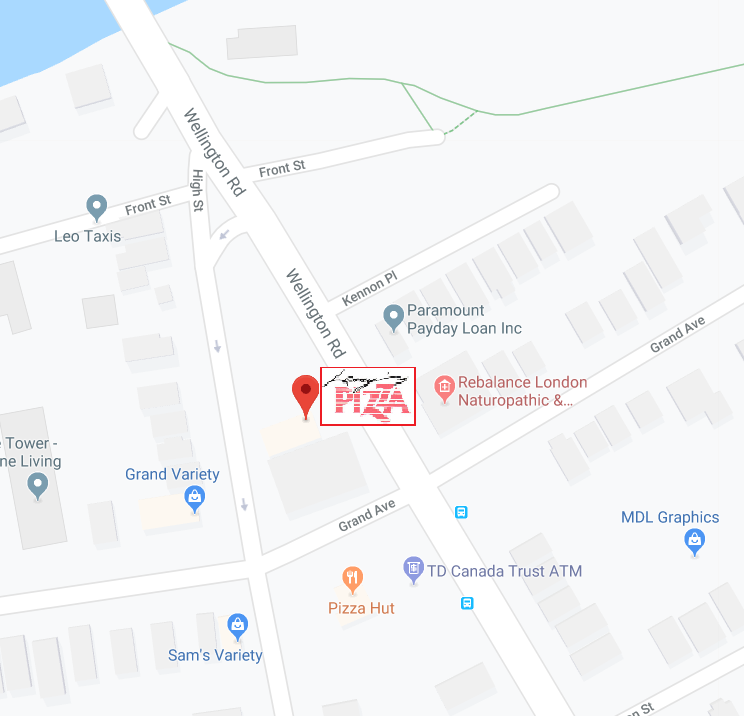 Wellington Rd
Front St
High St
Front St
Leo Taxis
Wellington Rd
Kennon Pl
Paramount
Payday Loan Inc
Grand Ave
PIZZA
Rebalance London
Naturopathic &...
e Tower -
ne Living
Grand Variety
Grand Ave
MDL Graphics
TD Canada Trust ATM
Pizza Hut
Sam's Variety
n St